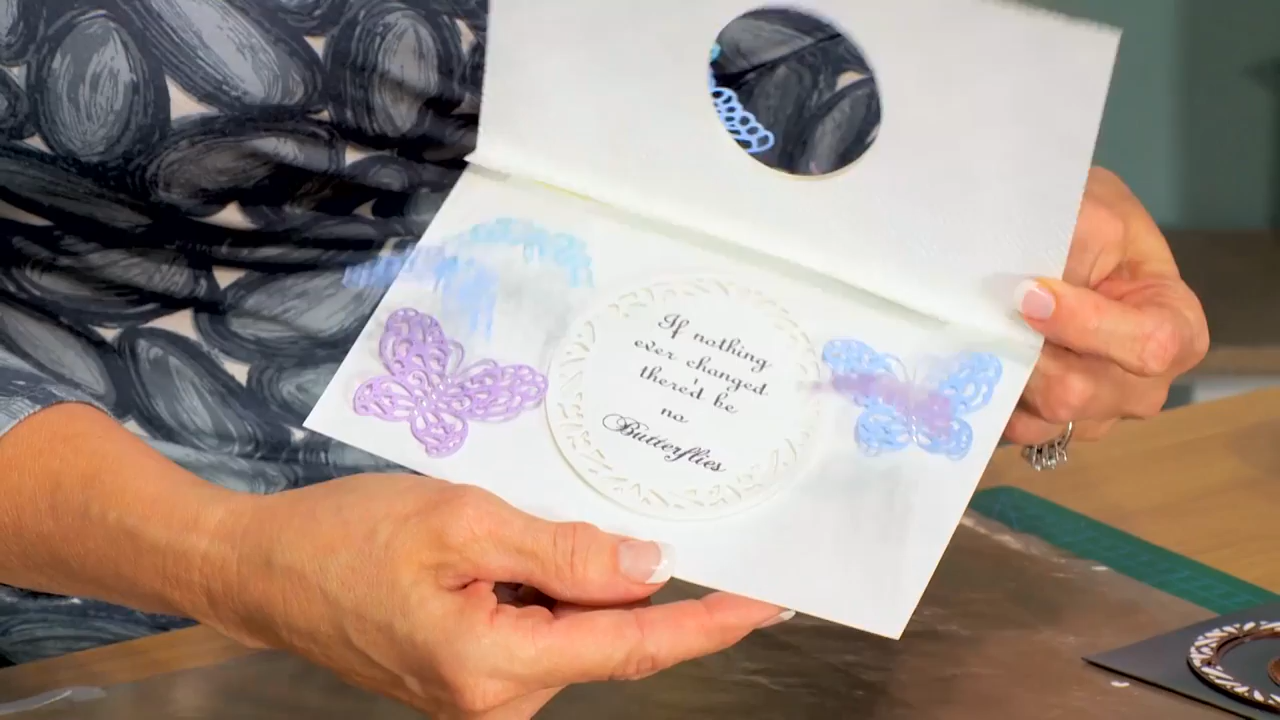 If nothing
ever changed
there'd be
no
Butterflies